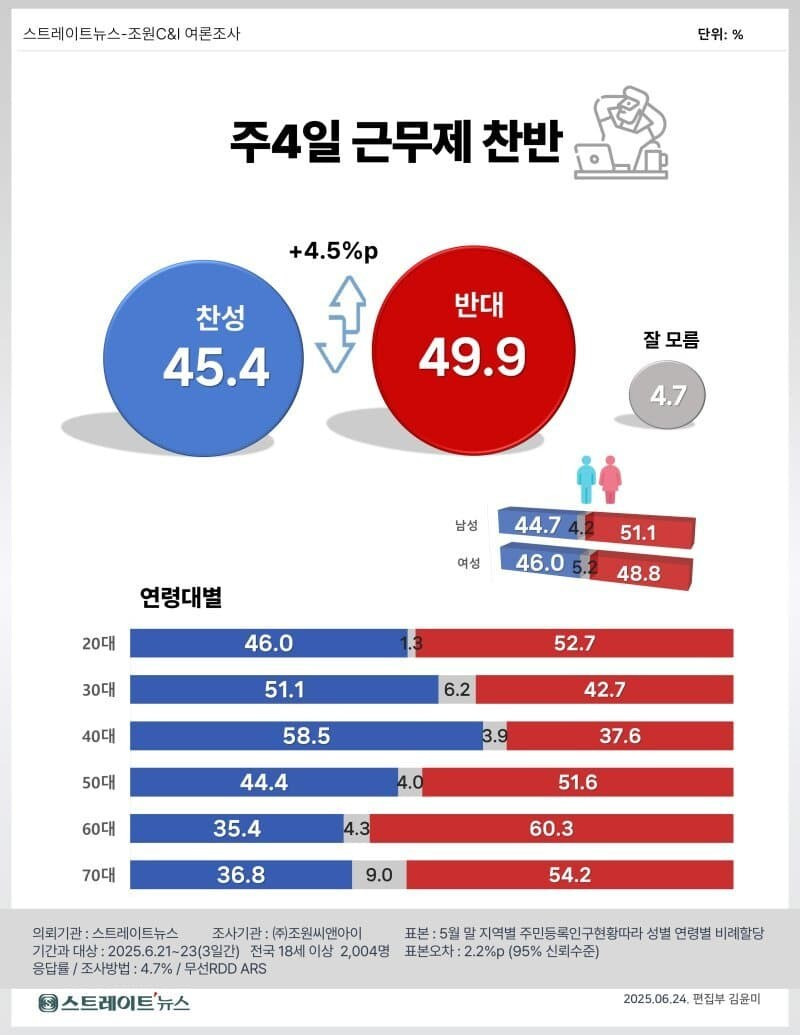 스트레이트뉴스-조원C&I 여론조사
단위: %
주4일 근무제 찬반
+4.5%p
찬성
45.4
반대
49.9
잘 모름
4.7
남성 44.7 4.2 51.1
여성 46.0 5.2 48.8
연령대별
20대 46.0 1.3 52.7
30대 51.1 6.2 42.7
40대 58.5 3.9 37.6
50대 44.4 4.0 51.6
60대 35.4 4.3 60.3
70대 36.8 9.0 54.2
의뢰기관 : 스트레이트뉴스 조사기관 : ㈜조원씨앤아이
기간과 대상 : 2025.6.21~23(3일간) 전국 18세 이상 2,004명
응답률 / 조사방법 : 4.7% / 무선RDD ARS
표본 : 5월 말 지역별 주민등록인구현황따라 성별 연령별 비례할당
표본오차 : 2.2%p (95% 신뢰수준)
스트레이트뉴스
2025.06.24. 편집부 김윤미